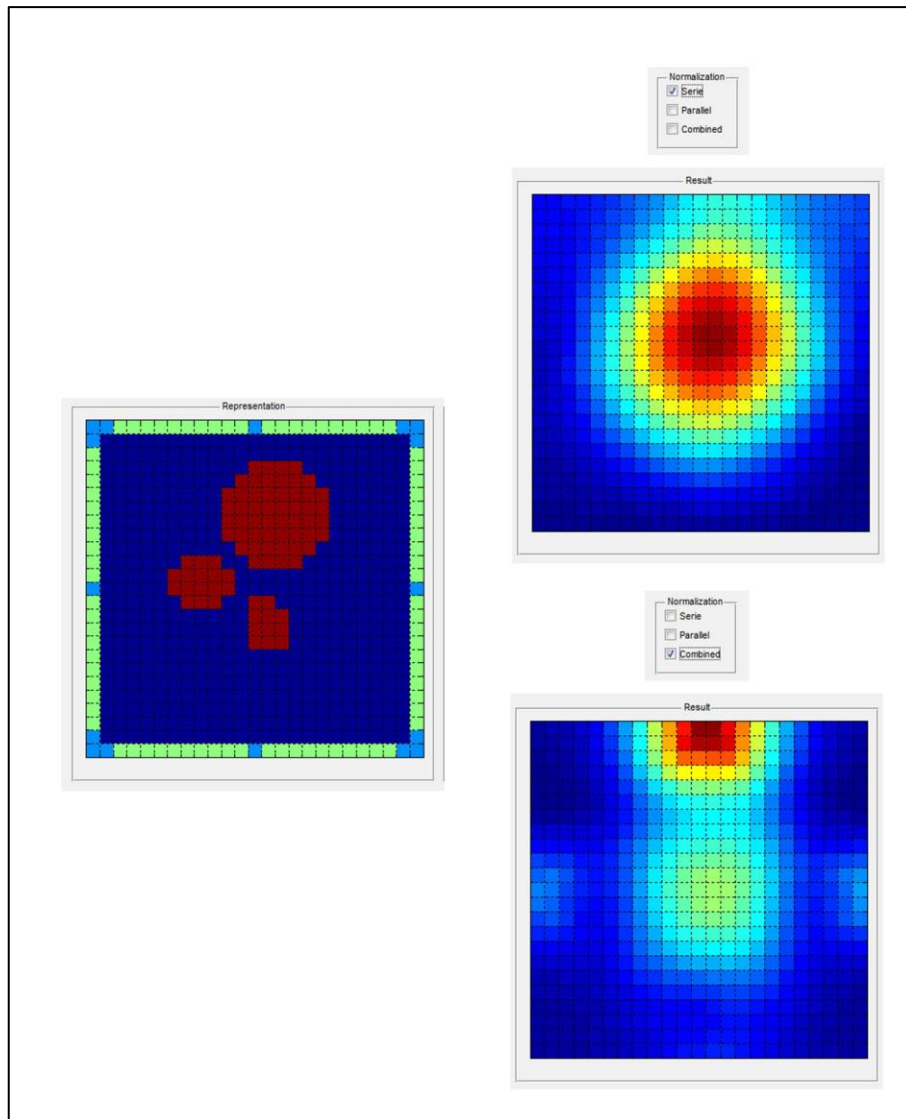 Normalization
Serie
Parallel
Combined
Result
Representation
Normalization
Serie
Parallel
Combined
Result